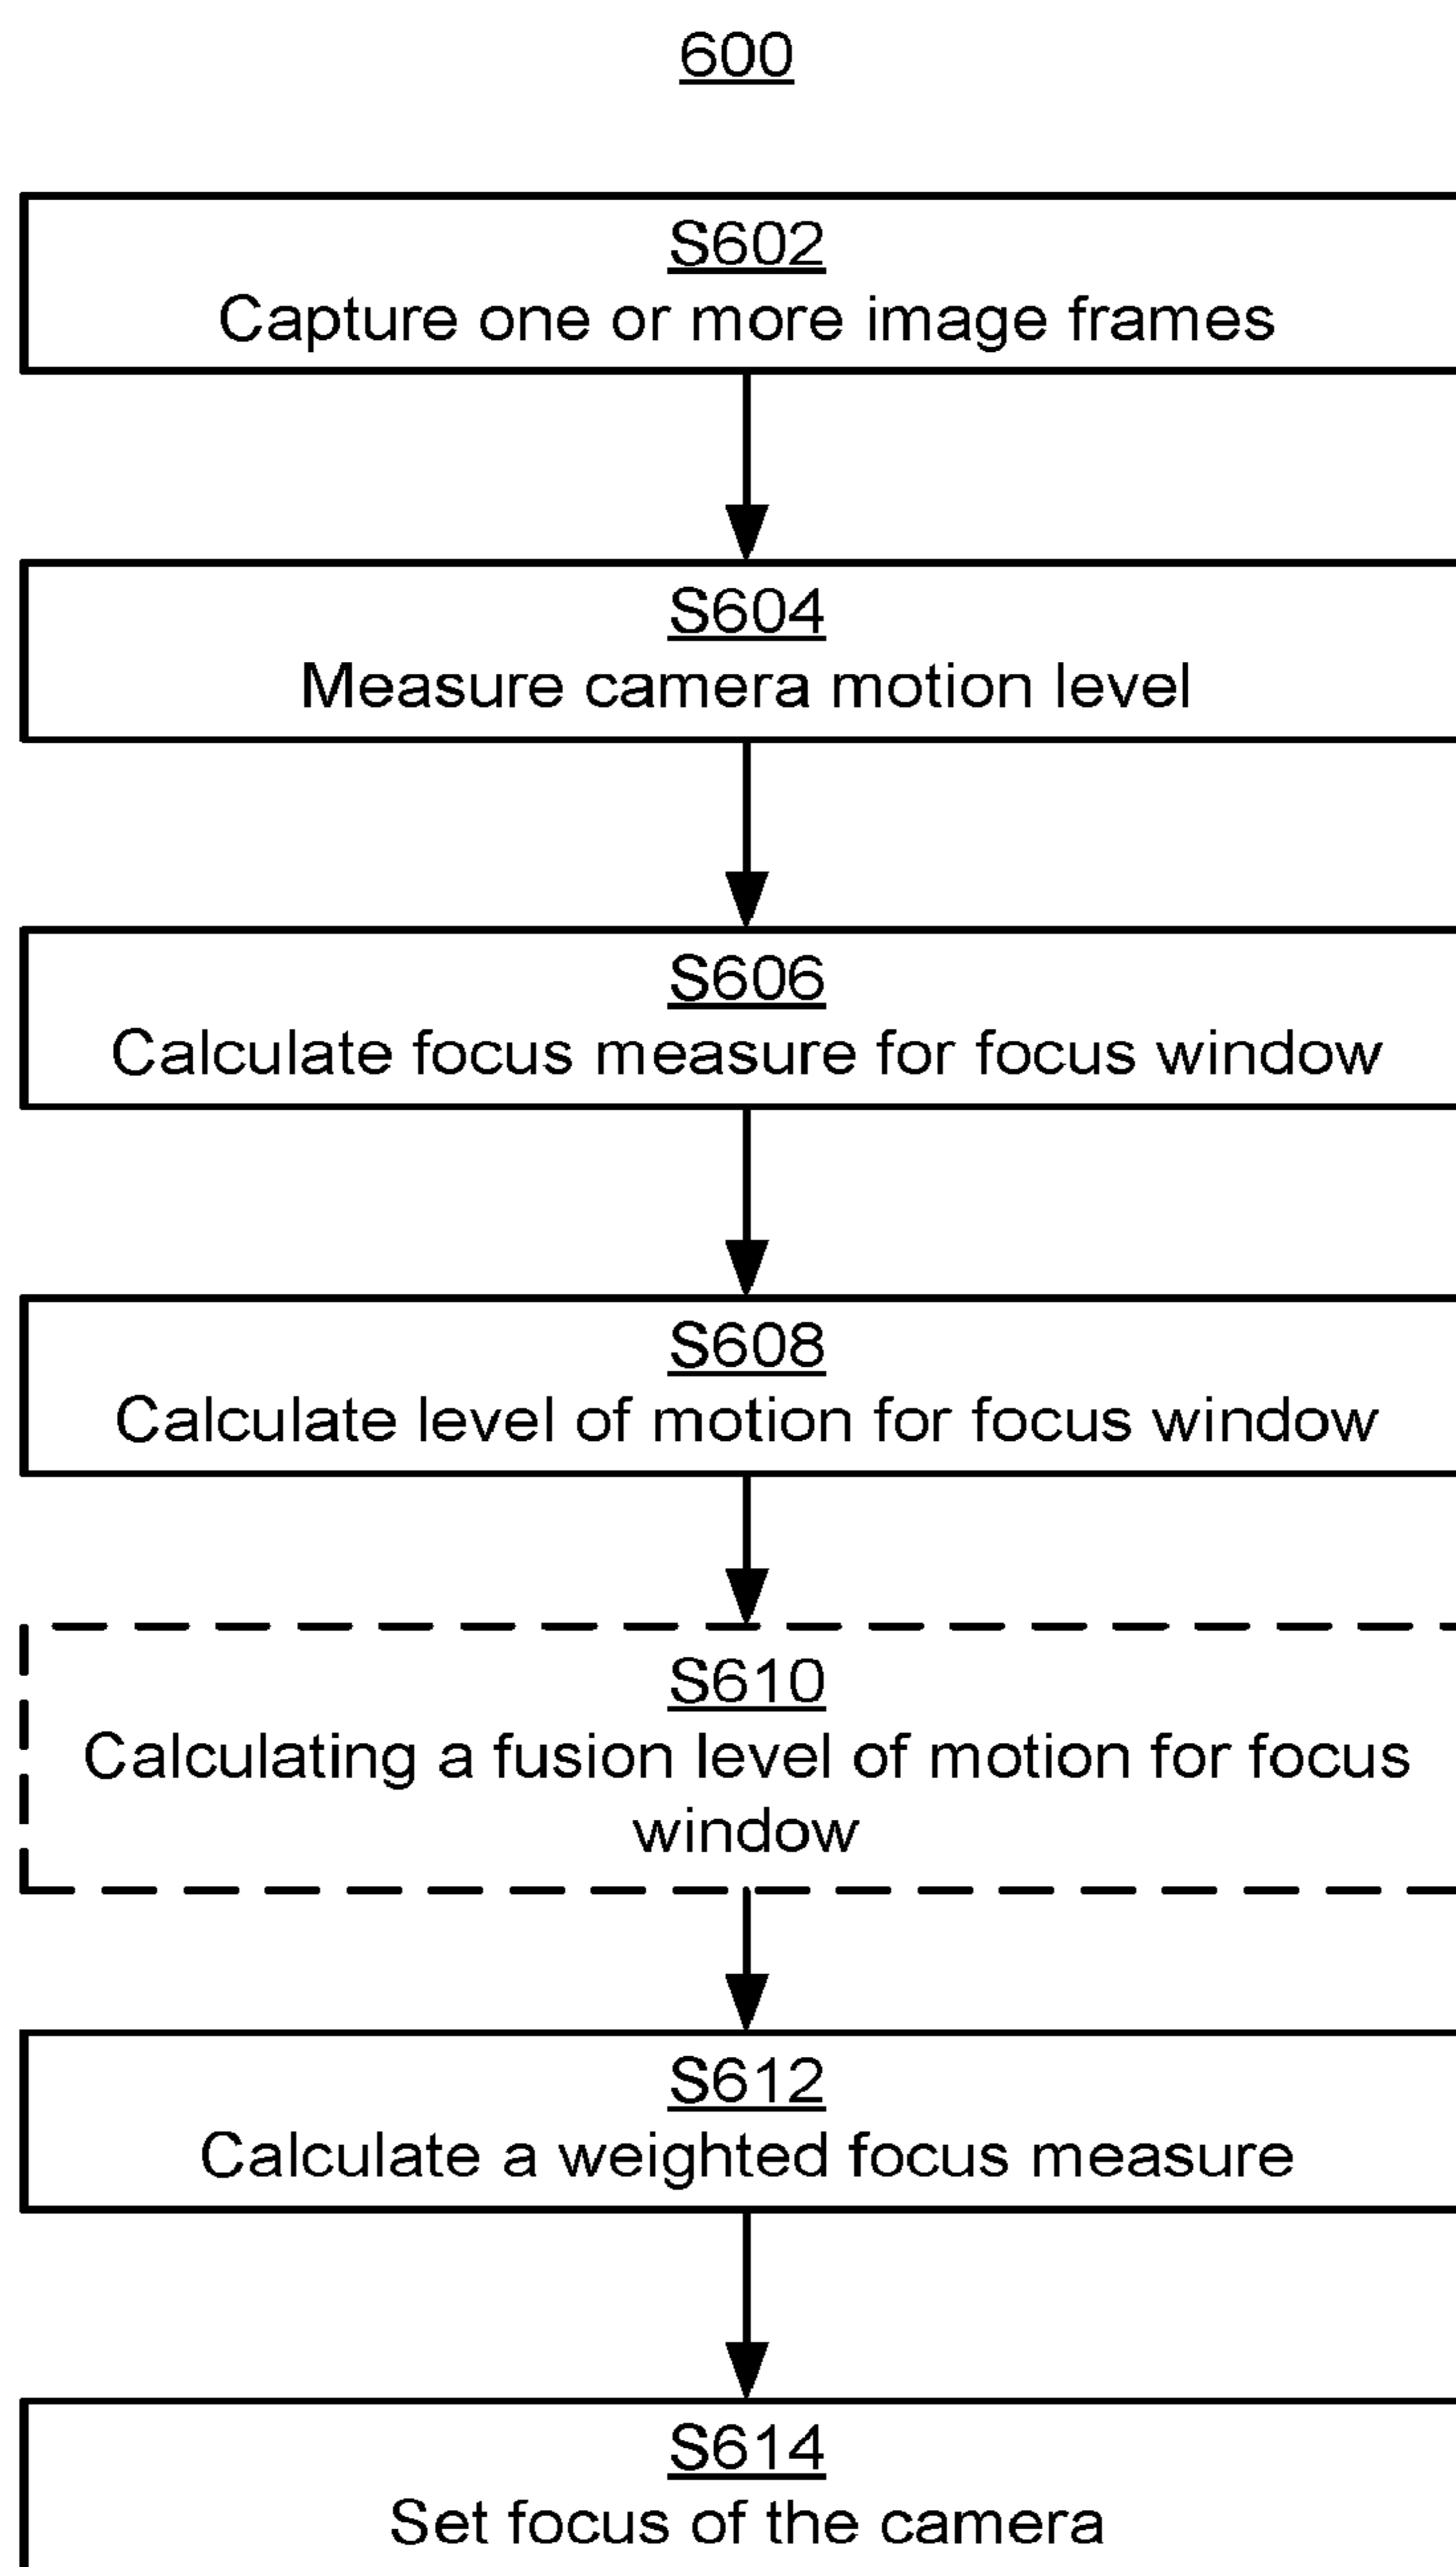 600
S602
Capture one or more image frames
S604
Measure camera motion level
S606
Calculate focus measure for focus window
S608
Calculate level of motion for focus window
S610
Calculating a fusion level of motion for focus
window
S612
Calculate a weighted focus measure
S614
Set focus of the camera